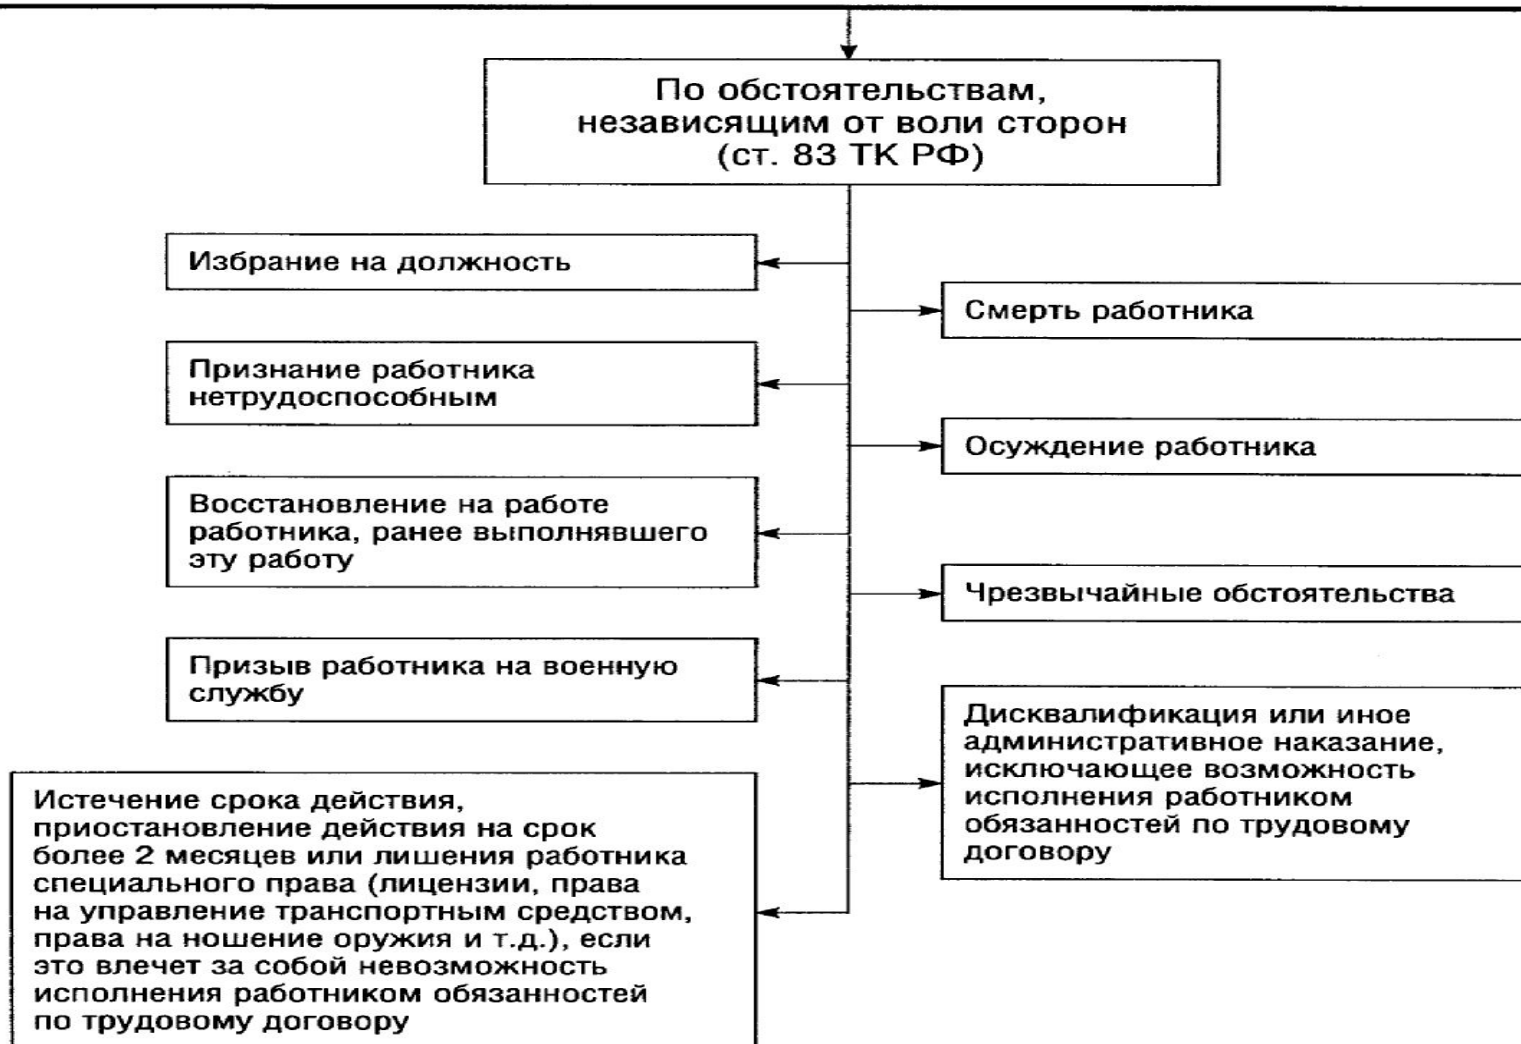 По обстоятельствам,
независящим от воли сторон
(ст. 83 ТК РФ)
Избрание на должность
Смерть работника
Признание работника
нетрудоспособным
Осуждение работника
Восстановление на работе
работника, ранее выполнявшего
эту работу
Чрезвычайные обстоятельства
Призыв работника на военную
службу
Дисквалификация или иное
административное наказание,
исключающее возможность
исполнения работником
обязанностей по трудовому
договору
Истечение срока действия,
приостановление действия на срок
более 2 месяцев или лишения работника
специального права (лицензии, права
на управление транспортным средством,
права на ношение оружия и т.д.), если
это влечет за собой невозможность
исполнения работником обязанностей
по трудовому договору